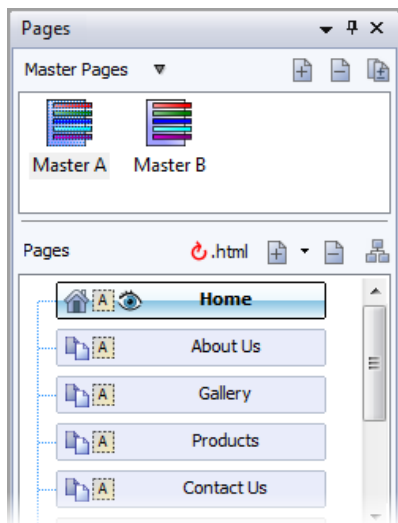 Pages
Master Pages
Master A Master B
Pages .html
A Home
A About Us
A Gallery
A Products
A Contact Us